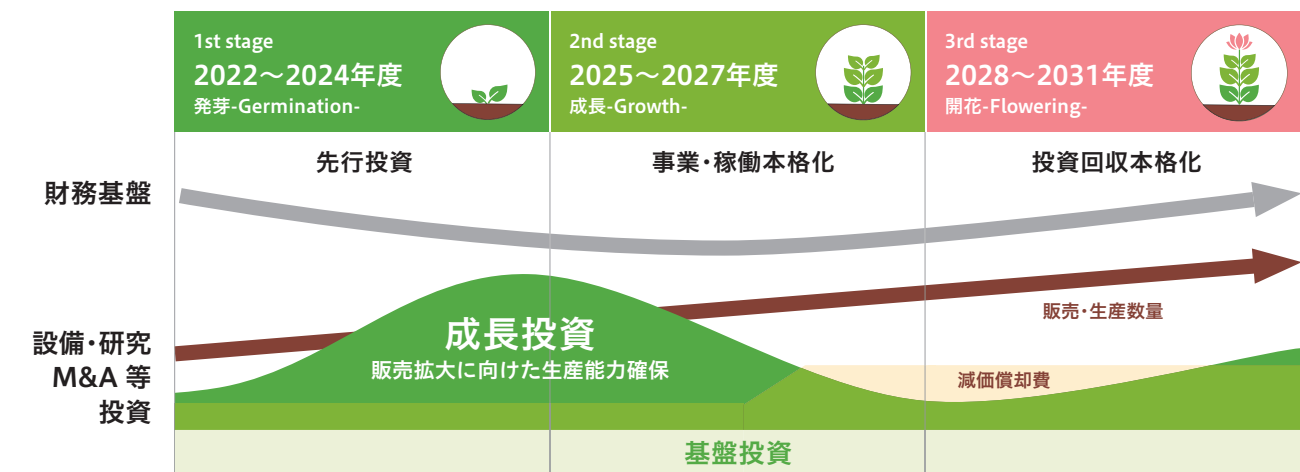 1st stage
2022～2024年度
発芽-Germination-
2nd stage
2025～2027年度
成長-Growth-
3rd stage
2028～2031年度
開花-Flowering-
先行投資
事業・稼働本格化
投資回収本格化
財務基盤
販売・生産数量
設備・研究
M&A 等
投資
成長投資
販売拡大に向けた生産能力確保
減価償却費
基盤投資